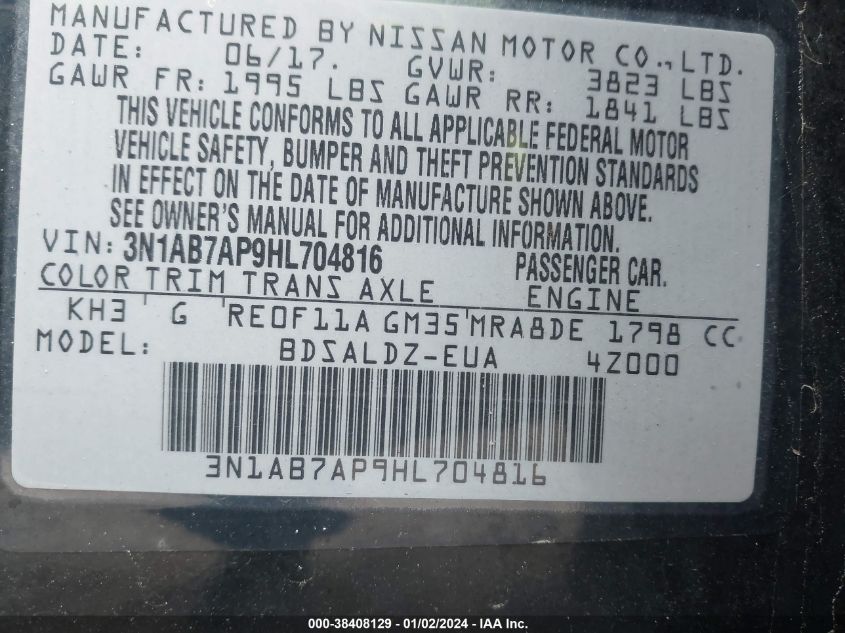 MANUFACTURED BY NISSAN MOTOR CO., LTD.
DATE: 06/17. GVWR: 3823 LBS
GAWR FR: 1995 LBS GAWR RR: 1841 LBS
THIS VEHICLE CONFORMS TO ALL APPLICABLE FEDERAL MOTOR
VEHICLE SAFETY, BUMPER AND THEFT PREVENTION STANDARDS
IN EFFECT ON THE DATE OF MANUFACTURE SHOWN ABOVE.
SEE OWNER'S MANUAL FOR ADDITIONAL INFORMATION.
VIN: 3N1AB7AP9HL704816 PASSENGER CAR.
COLOR TRIM TRANS AXLE ENGINE
KH3 ' G ' RE0F11A GM35'MRA8DE 1798 CC
MODEL: BDSALDZ-EUA 4Z000
3N1AB7AP9HL704816
000-38408129 - 01/02/2024 - IAA Inc.